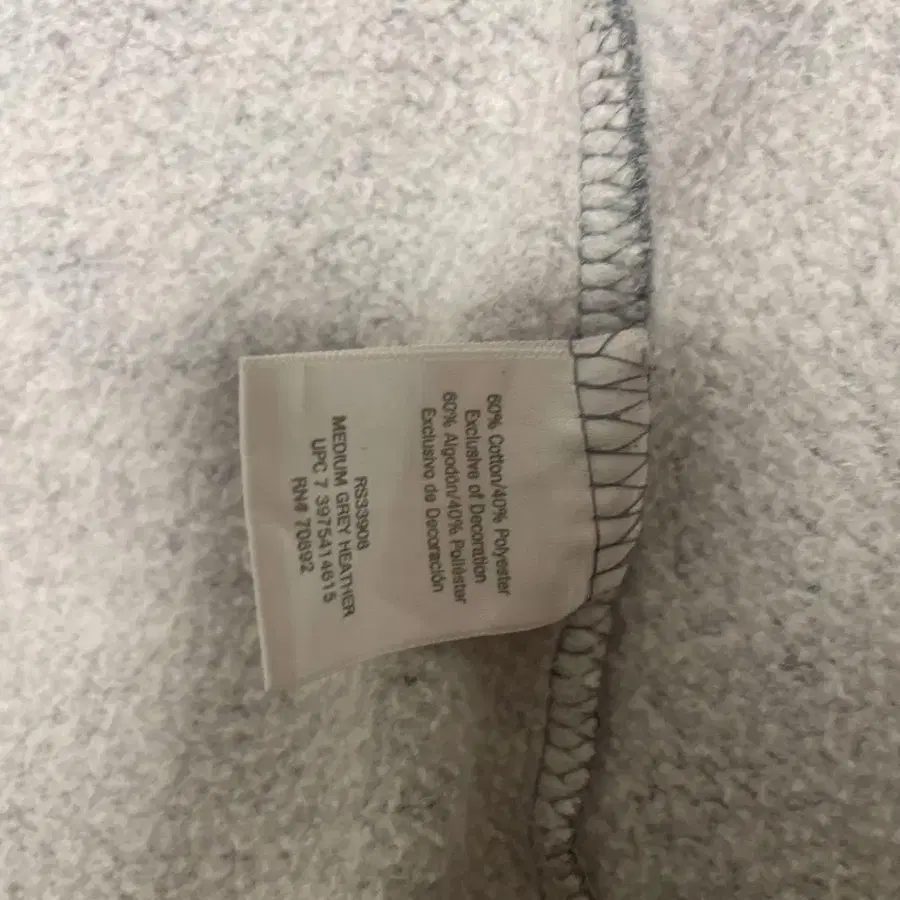 60% Cotton/40% Polyester
Exclusive of Decoration
60% Algodón/40% Poliéster
Exclusivo de Decoración
RS33908
MEDIUM GREY HEATHER
UPC 7 3975414615
RN# 70892